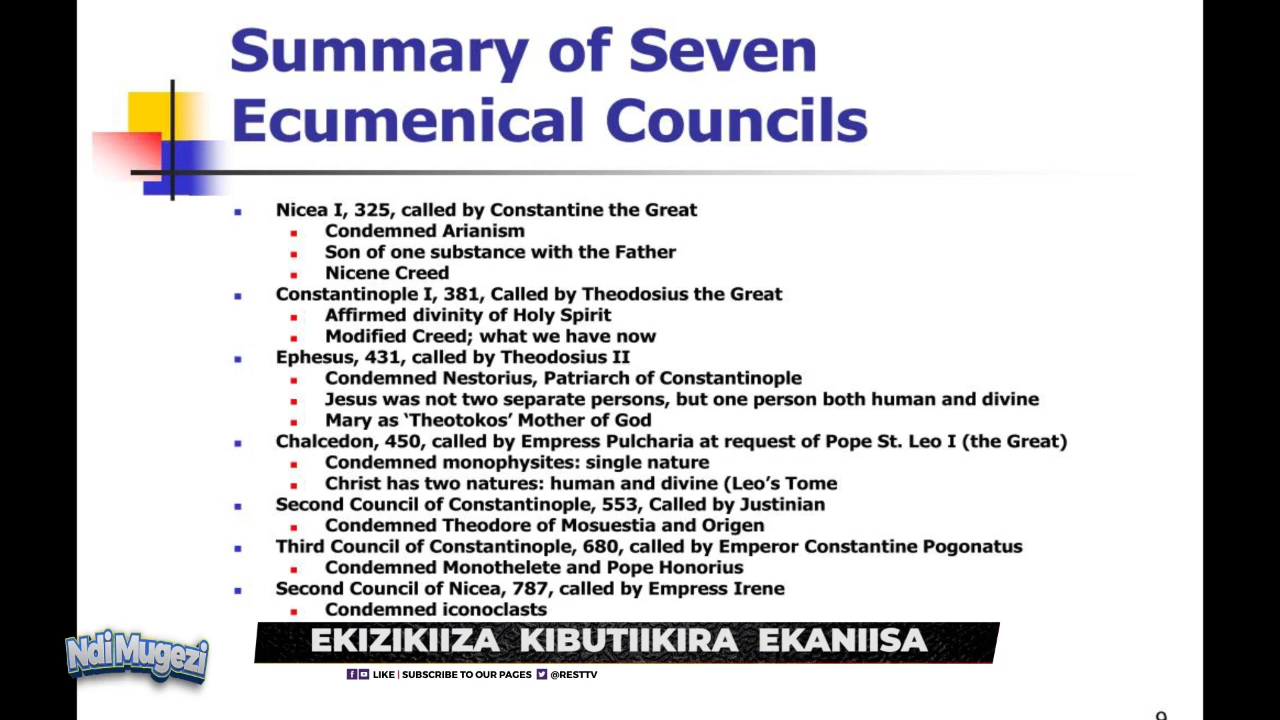 Summary of Seven
Ecumenical Councils
Nicea I, 325, called by Constantine the Great
Condemned Arianism
Son of one substance with the Father
Nicene Creed
Constantinople I, 381, Called by Theodosius the Great
Affirmed divinity of Holy Spirit
Modified Creed; what we have now
Ephesus, 431, called by Theodosius II
Condemned Nestorius, Patriarch of Constantinople
Jesus was not two separate persons, but one person both human and divine
Mary as ‘Theotokos’ Mother of God
Chalcedon, 450, called by Empress Pulcharia at request of Pope St. Leo I (the Great)
Condemned monophysites: single nature
Christ has two natures: human and divine (Leo’s Tome
Second Council of Constantinople, 553, Called by Justinian
Condemned Theodore of Mosuestia and Origen
Third Council of Constantinople, 680, called by Emperor Constantine Pogonatus
Condemned Monothelete and Pope Honorius
Second Council of Nicea, 787, called by Empress Irene
Condemned iconoclasts
EKIZIKIIZA KIBUTIIKIRA EKANIISA
Ndi Mugezi
LIKE | SUBSCRIBE TO OUR PAGES @RESTTV
9